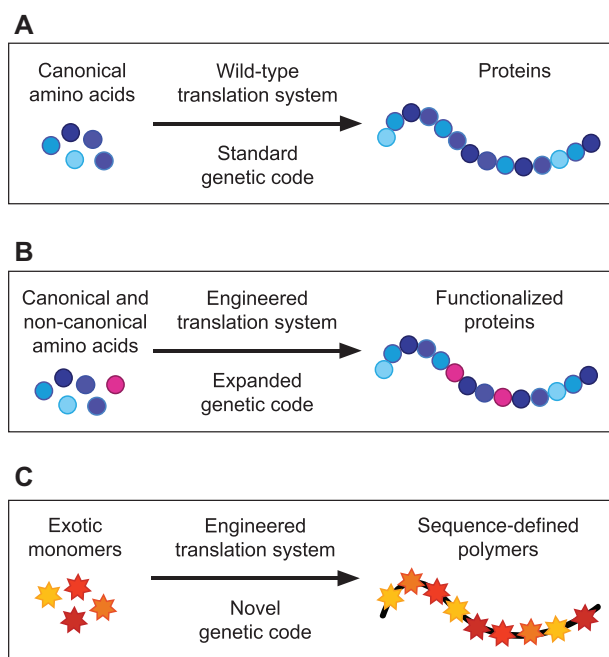 A
Canonical
amino acids
Wild-type
translation system
Standard
genetic code
Proteins
B
Canonical and
non-canonical
amino acids
Engineered
translation system
Expanded
genetic code
Functionalized
proteins
C
Exotic
monomers
Engineered
translation system
Novel
genetic code
Sequence-defined
polymers